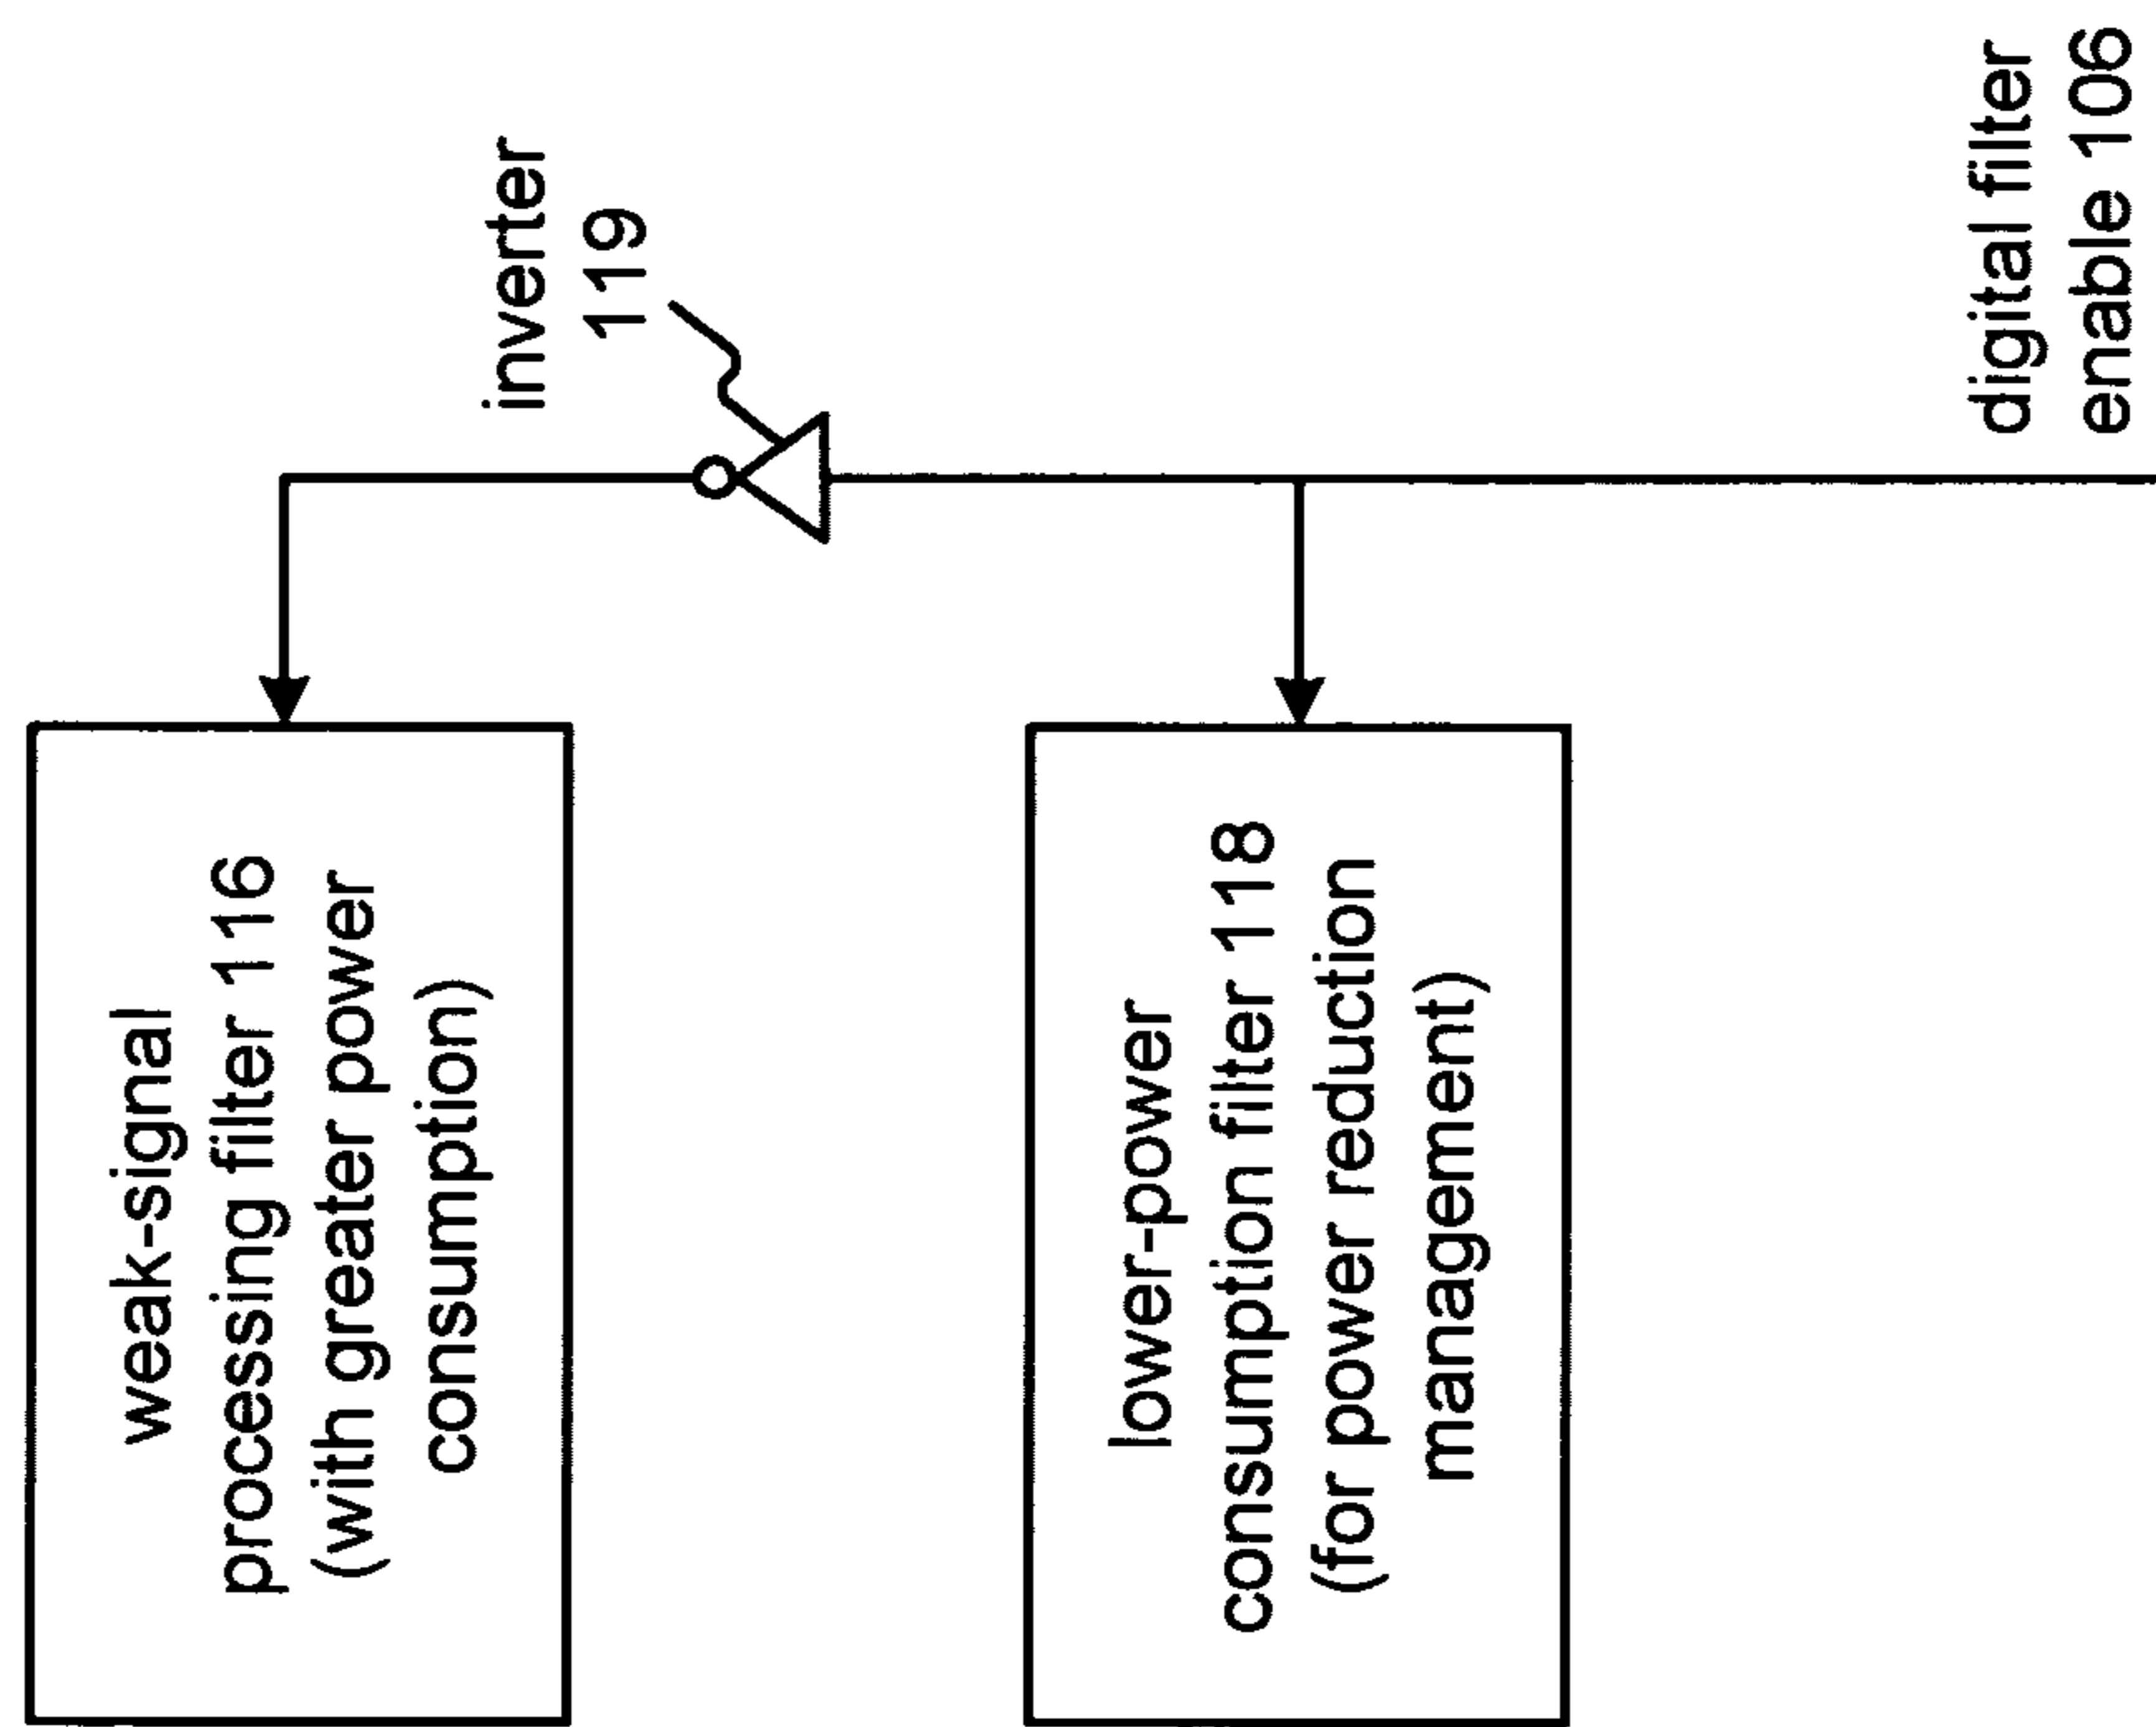 inverter
119
digital filter
enable 106
weak-signal
processing filter 116
(with greater power
consumption)
lower-power
consumption filter 118
(for power reduction
management)